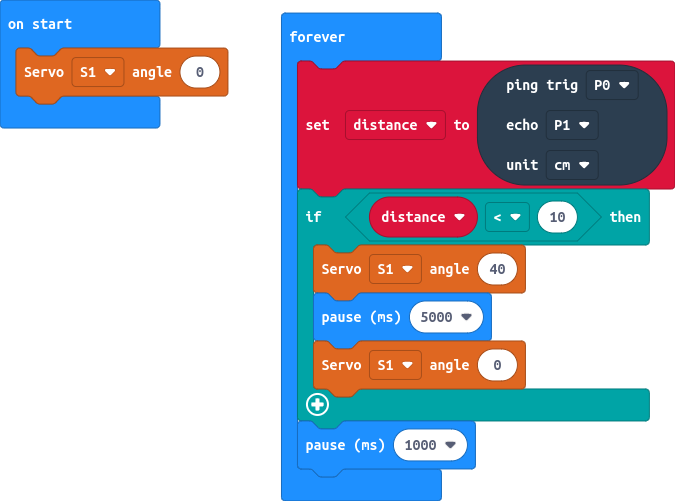 on start
Servo S1 angle 0
forever
set distance to ping trig P0
echo P1
unit cm
if distance < 10 then
Servo S1 angle 40
pause (ms) 5000
Servo S1 angle 0
pause (ms) 1000